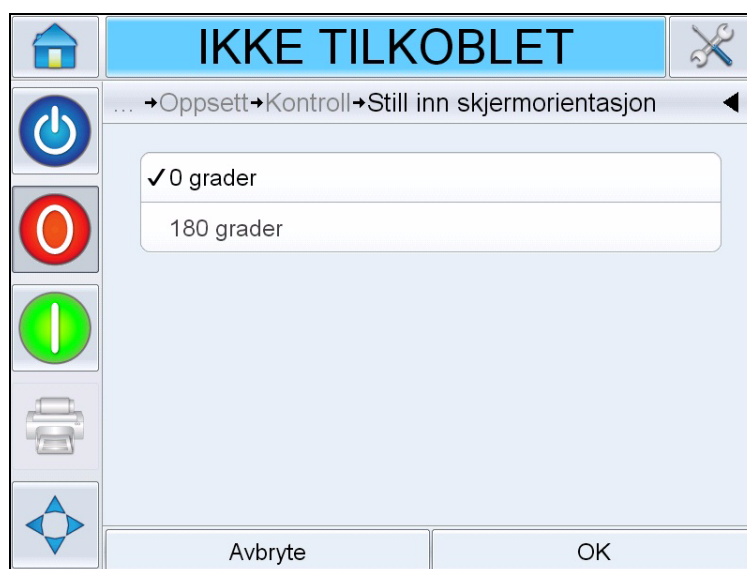 IKKE TILKOBLET
... →Oppsett→Kontroll→Still inn skjermorientasjon
✓0 grader
180 grader
Avbryte
OK